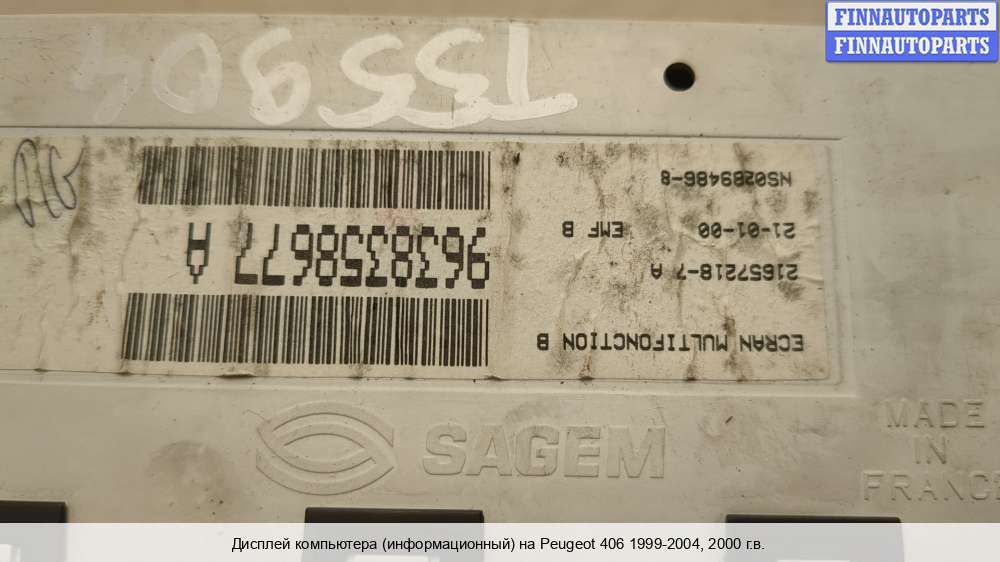 FINNAUTOPARTS
FINNAUTOPARTS
T35904
ECRAN MULTIFONCTION B
21657218-7 A
21-01-00 EMF B
NS0289486-8
9638358677 A
SAGEM
MADE
IN
FRANCE
Дисплей компьютера (информационный) на Peugeot 406 1999-2004, 2000 г.в.